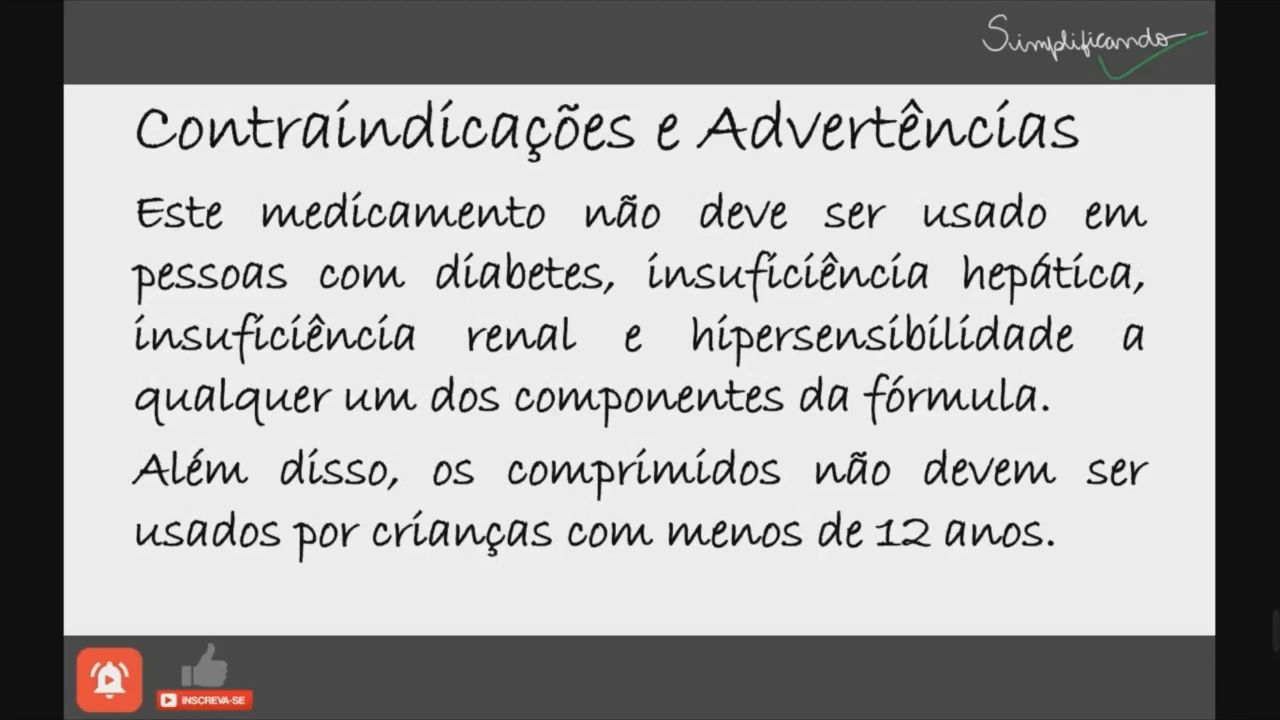 Simplificando
Contraindicações e Advertências
Este medicamento não deve ser usado em
pessoas com diabetes, insuficiência hepática,
insuficiência renal e hipersensibilidade a
qualquer um dos componentes da fórmula.
Além disso, os comprimidos não devem ser
usados por crianças com menos de 12 anos.
INSCREVA-SE